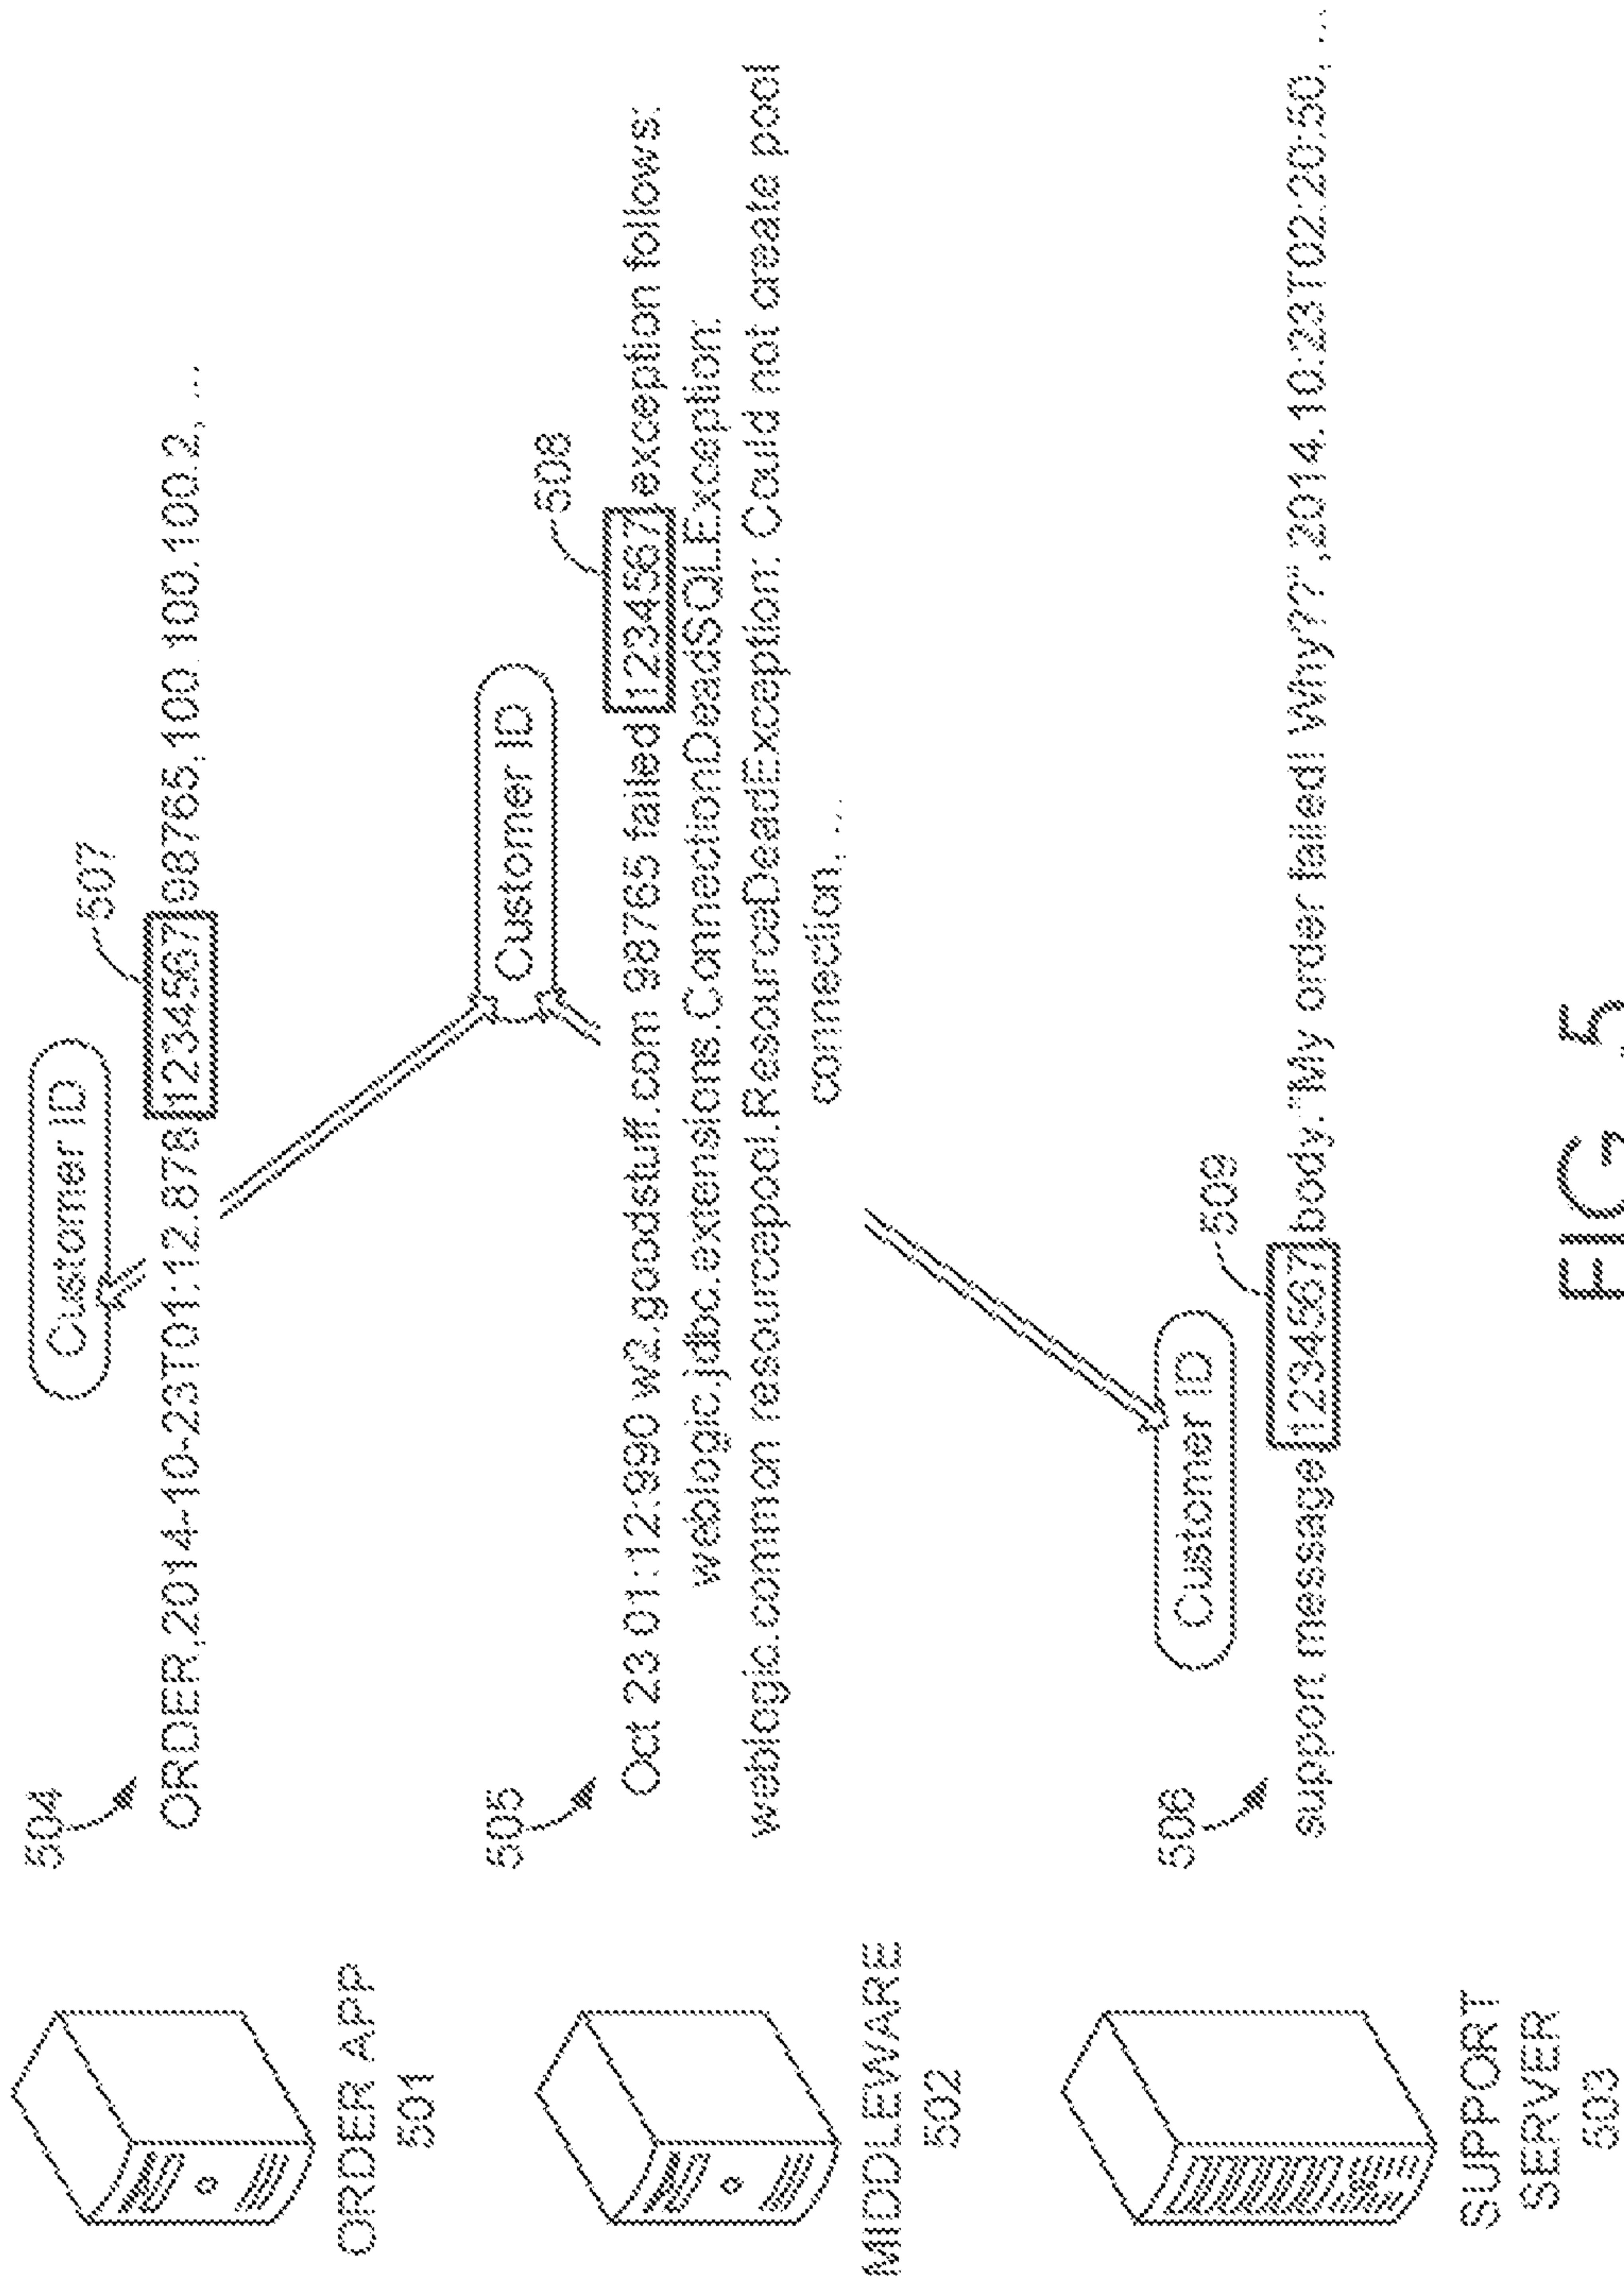 504
Customer ID
507
ORDER,2014-10-23T01:12.878,1234567,98765,100.100.100.2, ...
ORDER APP
501
505
Customer ID
508
Oct 23 01:12:990 w2.goodstuff.com 98765 failed 1234567 exception follows:
weblogic.jdbc.extensions.ConnectionDeadSQLException:
weblogic.common.resourcepool.ResourceDeadException: Could not create pool
connection, ...
MIDDLEWARE
502
506
Customer ID
509
support message 1234567 body:"My order failed! Why??",2014.10.23T02:20:50, ...
SUPPORT
SERVER
503
FIG. 5